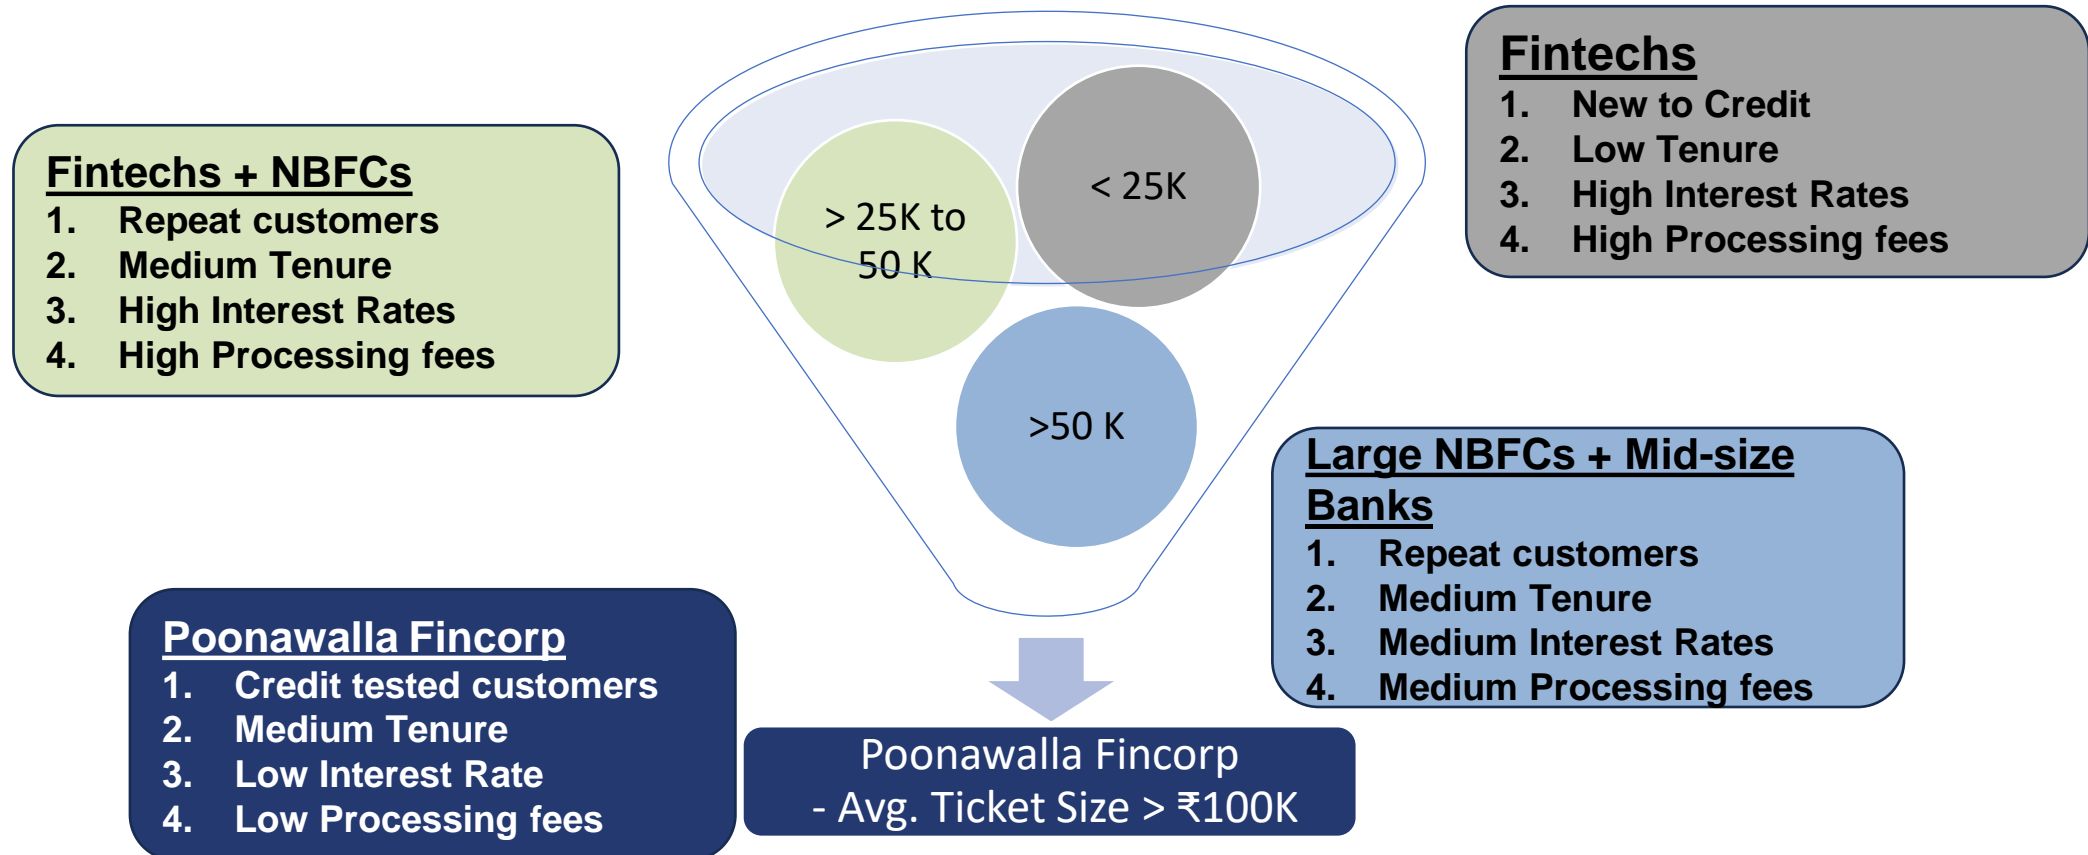 Fintechs + NBFCs
1. Repeat customers
2. Medium Tenure
3. High Interest Rates
4. High Processing fees
> 25K to
50 K
< 25K
>50 K
Fintechs
1. New to Credit
2. Low Tenure
3. High Interest Rates
4. High Processing fees
Large NBFCs + Mid-size
Banks
1. Repeat customers
2. Medium Tenure
3. Medium Interest Rates
4. Medium Processing fees
Poonawalla Fincorp
1. Credit tested customers
2. Medium Tenure
3. Low Interest Rate
4. Low Processing fees
Poonawalla Fincorp
- Avg. Ticket Size > ₹100K